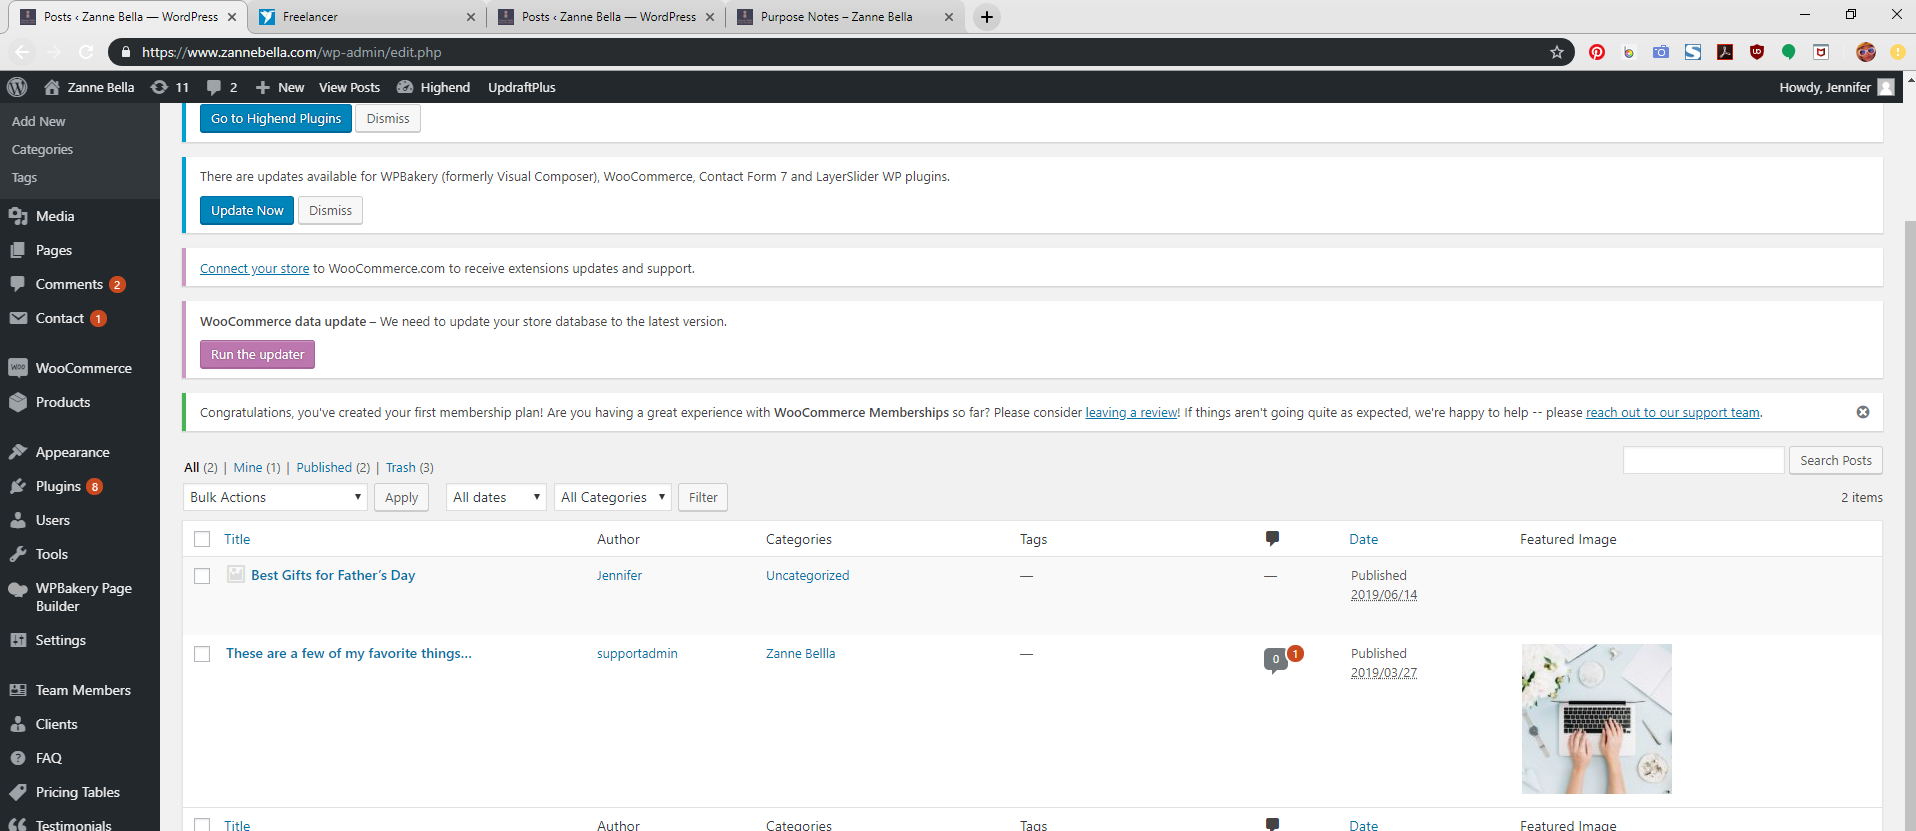 Posts ‹ Zanne Bella — WordPress
Freelancer
Posts ‹ Zanne Bella — WordPress
Purpose Notes – Zanne Bella
https://www.zannebella.com/wp-admin/edit.php
Zanne Bella 11 2 New View Posts Highend UpdraftPlus
Howdy, Jennifer
Add New
Categories
Tags
Media
Pages
Comments 2
Contact 1
WooCommerce
Products
Appearance
Plugins 8
Users
Tools
WPBakery Page
Builder
Settings
Team Members
Clients
FAQ
Pricing Tables
Testimonials
Go to Highend Plugins Dismiss
There are updates available for WPBakery (formerly Visual Composer), WooCommerce, Contact Form 7 and LayerSlider WP plugins.
Update Now Dismiss
Connect your store to WooCommerce.com to receive extensions updates and support.
WooCommerce data update – We need to update your store database to the latest version.
Run the updater
Congratulations, you've created your first membership plan! Are you having a great experience with WooCommerce Memberships so far? Please consider leaving a review! If things aren't going quite as expected, we're happy to help -- please reach out to our support team.
All (2) | Mine (1) | Published (2) | Trash (3)
Search Posts
Bulk Actions Apply All dates All Categories Filter
2 items
Title Author Categories Tags Date Featured Image
Best Gifts for Father’s Day Jennifer Uncategorized — — Published
2019/06/14
These are a few of my favorite things... supportadmin Zanne Bellla — 0 1 Published
2019/03/27
Title Author Categories Tags Date Featured Image